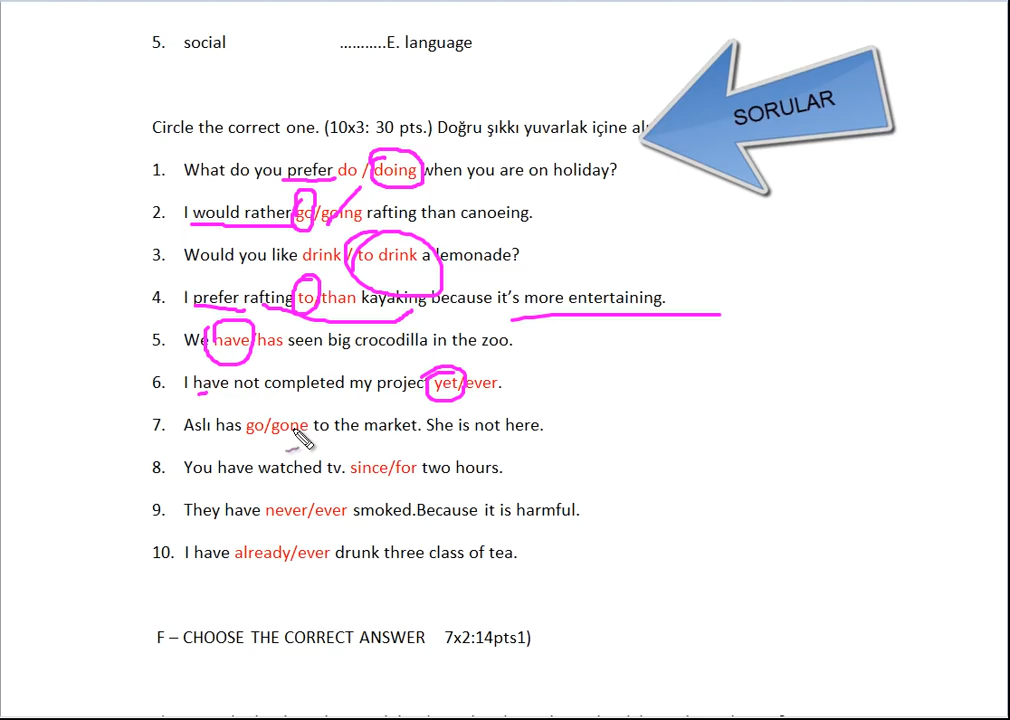 5. social ………..E. language
SORULAR
Circle the correct one. (10x3: 30 pts.) Doğru şıkkı yuvarlak içine
1. What do you prefer do / doing when you are on holiday?
2. I would rather go/going rafting than canoeing.
3. Would you like drink / to drink a lemonade?
4. I prefer rafting to/than kayaking because it's more entertaining.
5. We have/has seen big crocodilla in the zoo.
6. I have not completed my project yet/ever.
7. Aslı has go/gone to the market. She is not here.
8. You have watched tv. since/for two hours.
9. They have never/ever smoked.Because it is harmful.
10. I have already/ever drunk three class of tea.
F – CHOOSE THE CORRECT ANSWER 7x2:14pts1)